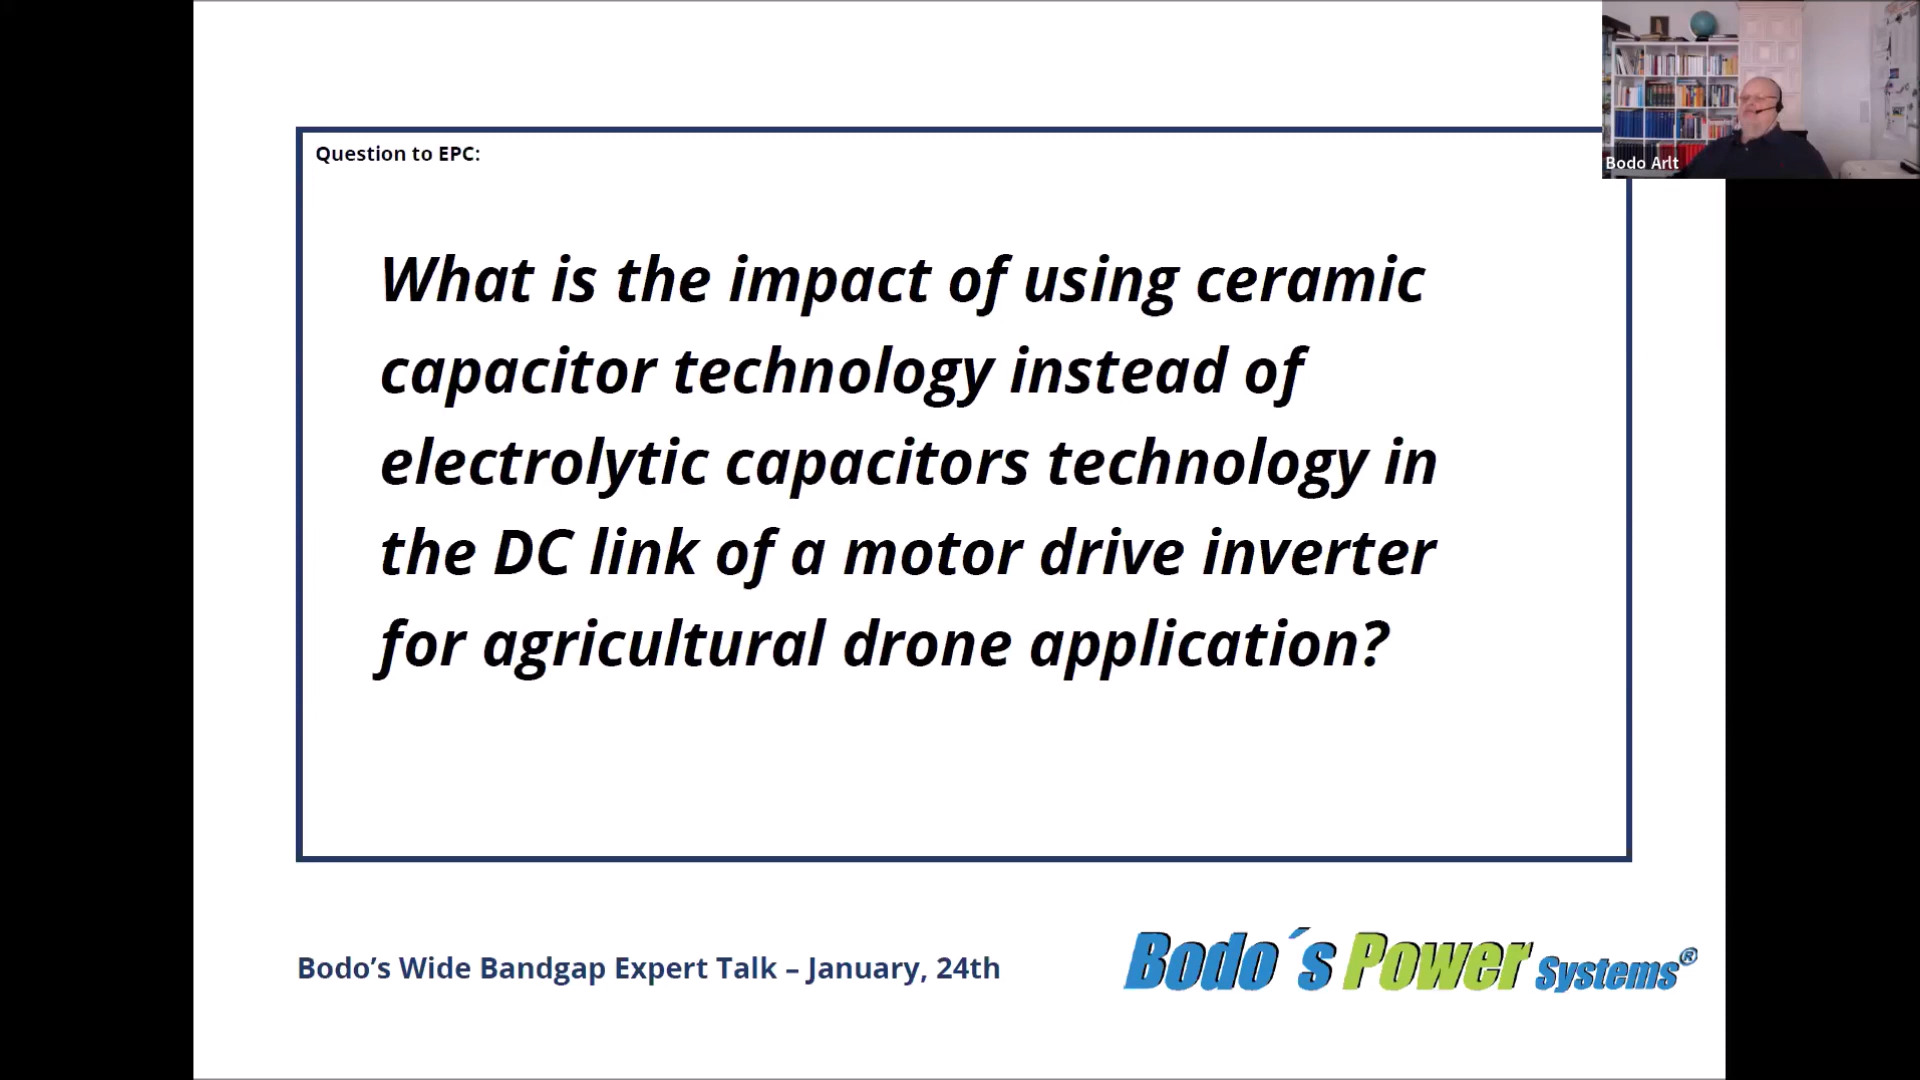 Question to EPC:
What is the impact of using ceramic
capacitor technology instead of
electrolytic capacitors technology in
the DC link of a motor drive inverter
for agricultural drone application?
Bodo Arlt
Bodo’s Wide Bandgap Expert Talk – January, 24th
Bodo´s Power Systems®